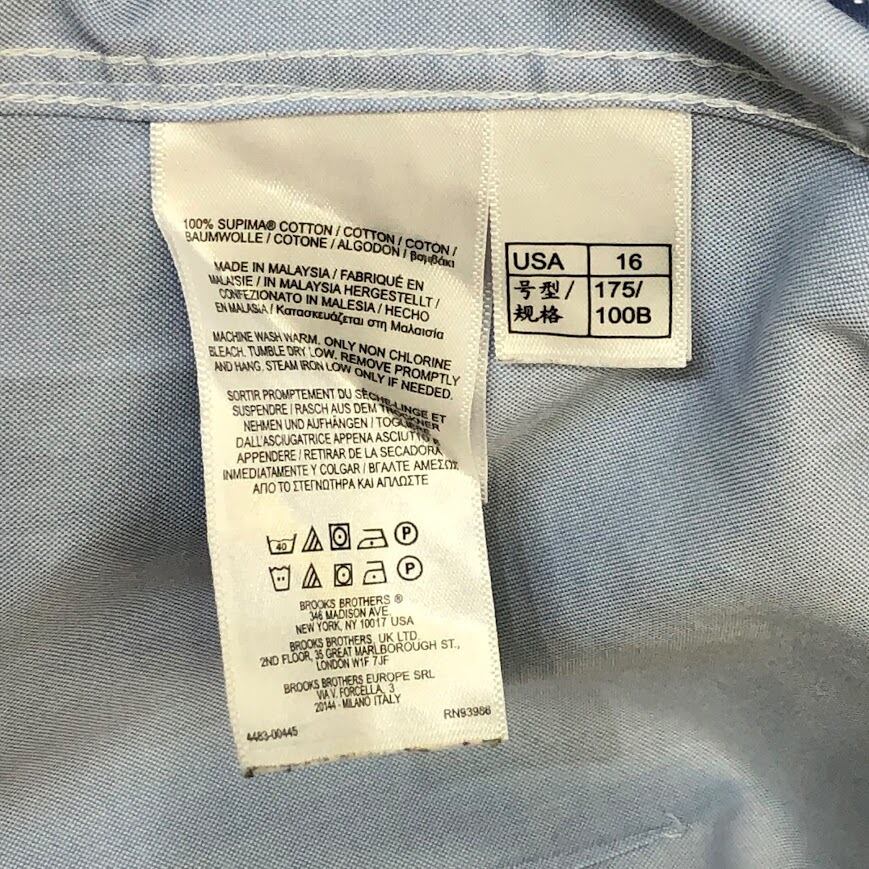 100% SUPIMA® COTTON / COTTON / COTON /
BAUMWOLLE / COTONE / ALGODON / βαμβάκι
MADE IN MALAYSIA / FABRIQUÉ EN
MALAISIE / IN MALAYSIA HERGESTELLT /
CONFEZIONATO IN MALESIA / HECHO
EN MALASIA / Κατασκευάζεται στη Μαλαισία
MACHINE WASH WARM. ONLY NON CHLORINE
BLEACH. TUMBLE DRY LOW. REMOVE PROMPTLY
AND HANG. STEAM IRON LOW ONLY IF NEEDED.
SORTIR PROMPTEMENT DU SÈCHE-LINGE ET
SUSPENDRE / RASCH AUS DEM TROCKNER
NEHMEN UND AUFHÄNGEN / TOGLIERE
DALL'ASCIUGATRICE APPENA ASCIUTTO E
APPENDERE / RETIRAR DE LA SECADORA
INMEDIATAMENTE Y COLGAR / ΒΓΑΛΤΕ ΑΜΕΣΩΣ
ΑΠΟ ΤΟ ΣΤΕΓΝΩΤΗΡΑ ΚΑΙ ΑΠΛΩΣΤΕ
40 P
P
BROOKS BROTHERS ®
346 MADISON AVE.
NEW YORK, NY 10017 USA
BROOKS BROTHERS, UK LTD.
2ND FLOOR, 35 GREAT MARLBOROUGH ST.,
LONDON W1F 7JF
BROOKS BROTHERS EUROPE SRL
VIA V. FORCELLA, 3
20144 - MILANO ITALY
4483-00445 RN93986
USA 16
号型/ 175/
规格 100B